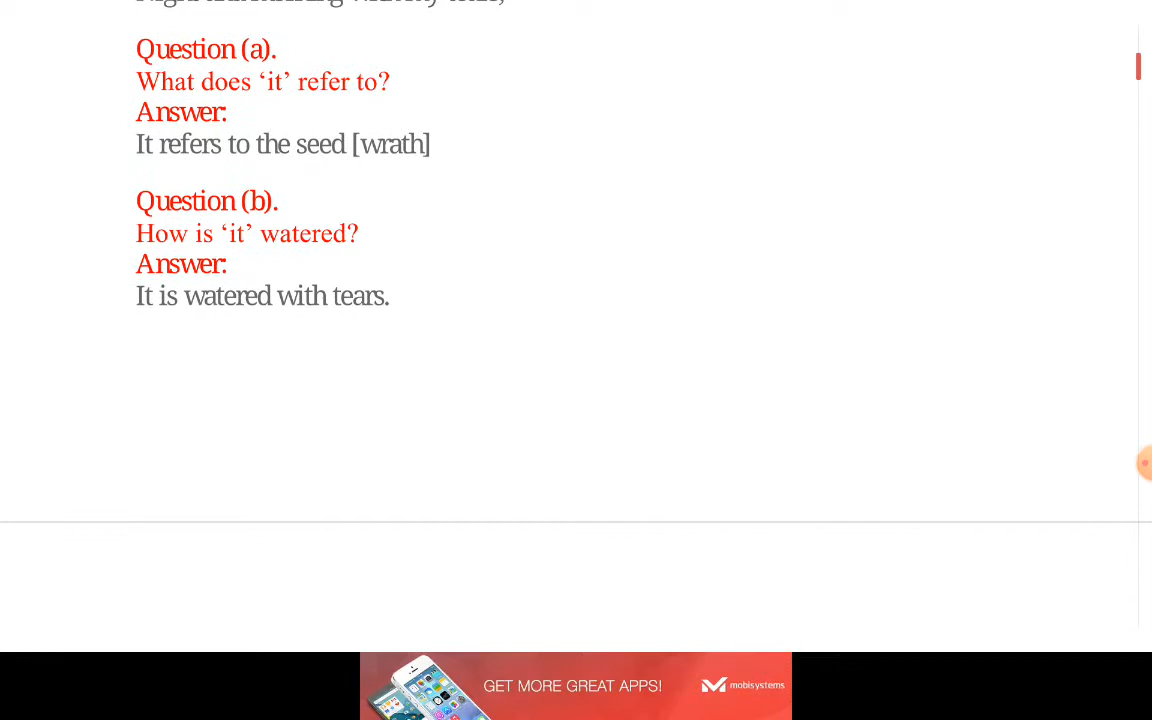 Question (a).
What does ‘it’ refer to?
Answer:
It refers to the seed [wrath]
Question (b).
How is ‘it’ watered?
Answer:
It is watered with tears.
GET MORE GREAT APPS!
mobisystems